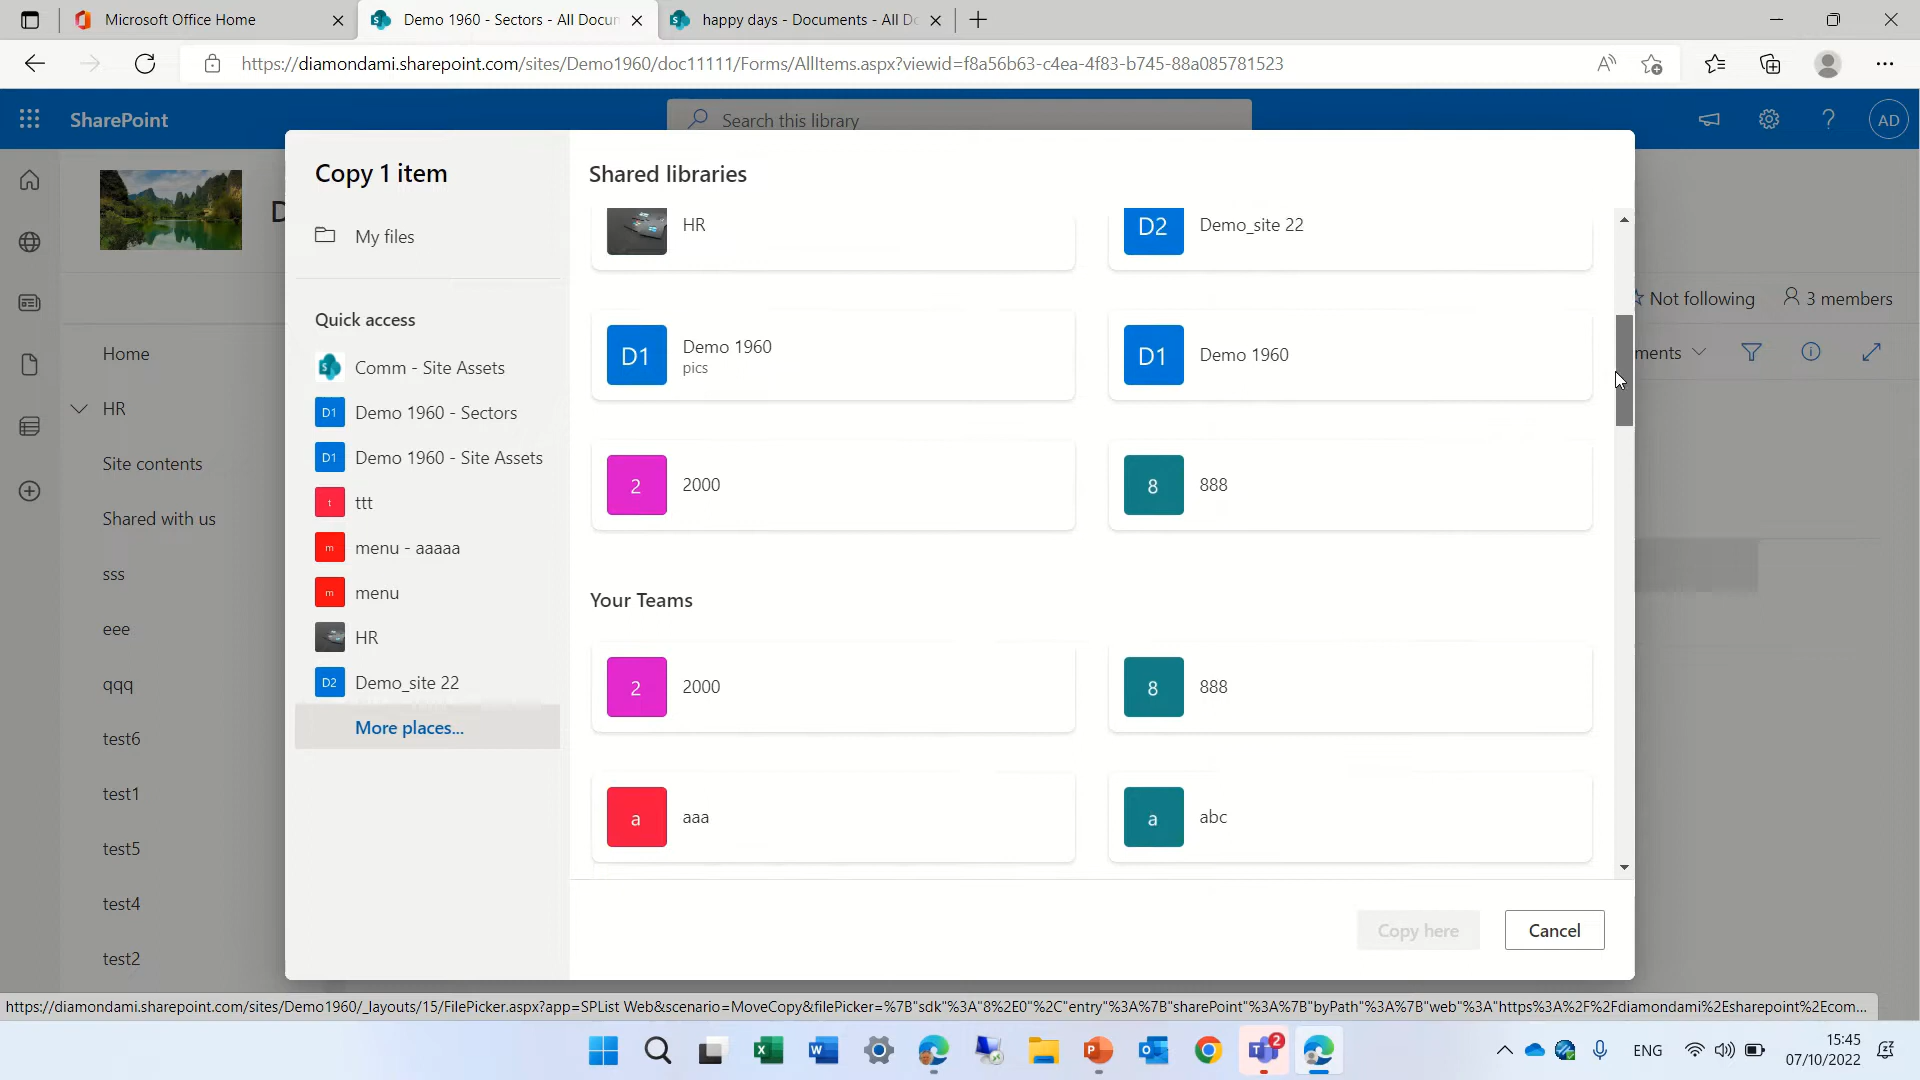 Microsoft Office Home
Demo 1960 - Sectors - All Docun
happy days - Documents - All Do
https://diamondami.sharepoint.com/sites/Demo1960/doc11111/Forms/AllItems.aspx?viewid=f8a56b63-c4ea-4f83-b745-88a085781523
SharePoint
Search this library
AD
D
Not following
3 members
ments
Home
HR
Site contents
Shared with us
sss
eee
qqq
test6
test1
test5
test4
test2
Copy 1 item
My files
Quick access
Comm - Site Assets
D1 Demo 1960 - Sectors
D1 Demo 1960 - Site Assets
t ttt
m menu - aaaaa
m menu
HR
D2 Demo_site 22
More places...
Shared libraries
HR
D2 Demo_site 22
D1 Demo 1960
pics
D1 Demo 1960
2 2000
8 888
Your Teams
2 2000
8 888
a aaa
a abc
Copy here
Cancel
https://diamondami.sharepoint.com/sites/Demo1960/_layouts/15/FilePicker.aspx?app=SPList Web&scenario=MoveCopy&filePicker=%7B"sdk"%3A"8%2E0"%2C"entry"%3A%7B"sharePoint"%3A%7B"byPath"%3A%7B"web"%3A"https%3A%2F%2Fdiamondami%2Esharepoint%2Ecom...
2
ENG
15:45
07/10/2022